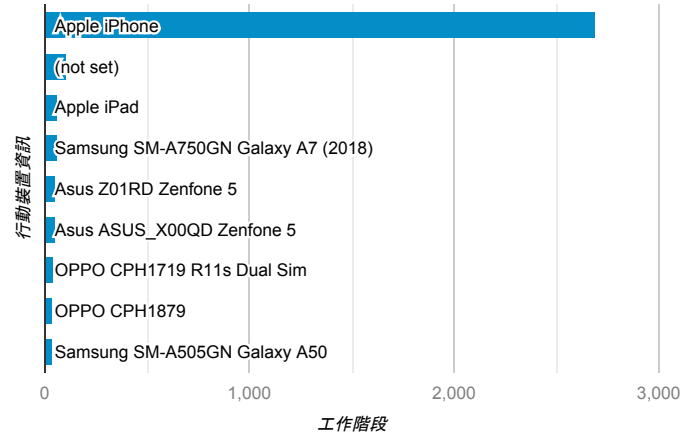 Apple iPhone
(not set)
Apple iPad
Samsung SM-A750GN Galaxy A7 (2018)
Asus Z01RD Zenfone 5
Asus ASUS_X00QD Zenfone 5
OPPO CPH1719 R11s Dual Sim
OPPO CPH1879
Samsung SM-A505GN Galaxy A50
行動裝置資訊
0 1,000 2,000 3,000
工作階段